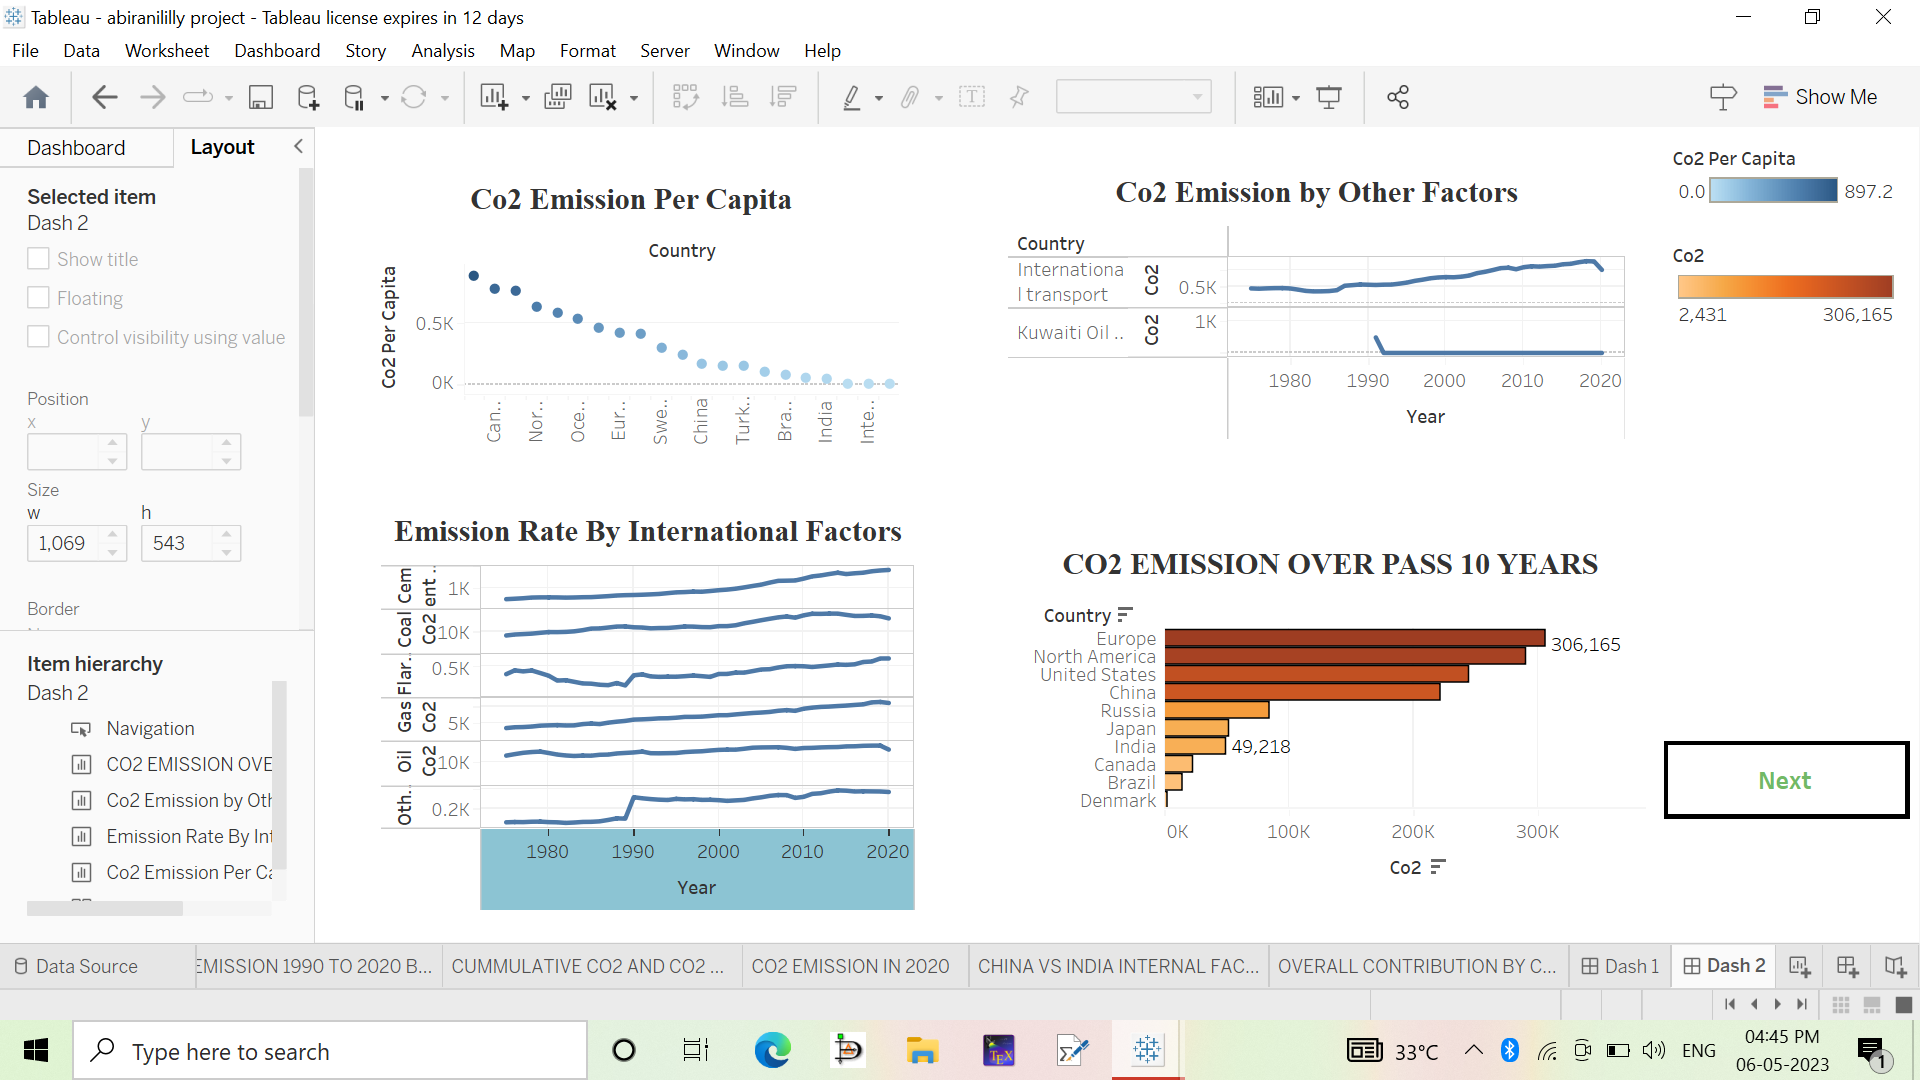 Tableau - abiranililly project - Tableau license expires in 12 days
File Data Worksheet Dashboard Story Analysis Map Format Server Window Help
Show Me
Dashboard
Layout
Selected item
Dash 2
Show title
Floating
Control visibility using value
Position
x y
Size
w h
1,069 543
Border
Item hierarchy
Dash 2
Navigation
CO2 EMISSION OVE
Co2 Emission by Oth
Emission Rate By Int
Co2 Emission Per Ca
Co2 Emission Per Capita
Country
Co2 Per Capita
0.5K
0K
Can.. Nor.. Oce.. Eur.. Swe.. China Turk.. Bra.. India Inte..
Co2 Emission by Other Factors
Country
Internationa
l transport
Co2
0.5K
Kuwaiti Oil ..
Co2
1K
1980 1990 2000 2010 2020
Year
Co2 Per Capita
0.0 897.2
Co2
2,431 306,165
Emission Rate By International Factors
Cem
ent ..
1K
Coal
Co2
10K
Flar..
0.5K
Gas
Co2
5K
Oil
Co2
10K
Oth..
0.2K
1980 1990 2000 2010 2020
Year
CO2 EMISSION OVER PASS 10 YEARS
Country
Europe 306,165
North America
United States
China
Russia
Japan
India 49,218
Canada
Brazil
Denmark
0K 100K 200K 300K
Co2
Next
Data Source
EMISSION 1990 TO 2020 B...
CUMMULATIVE CO2 AND CO2 ...
CO2 EMISSION IN 2020
CHINA VS INDIA INTERNAL FAC...
OVERALL CONTRIBUTION BY C...
Dash 1
Dash 2
Type here to search
TEX
33°C
ENG
04:45 PM
06-05-2023
1